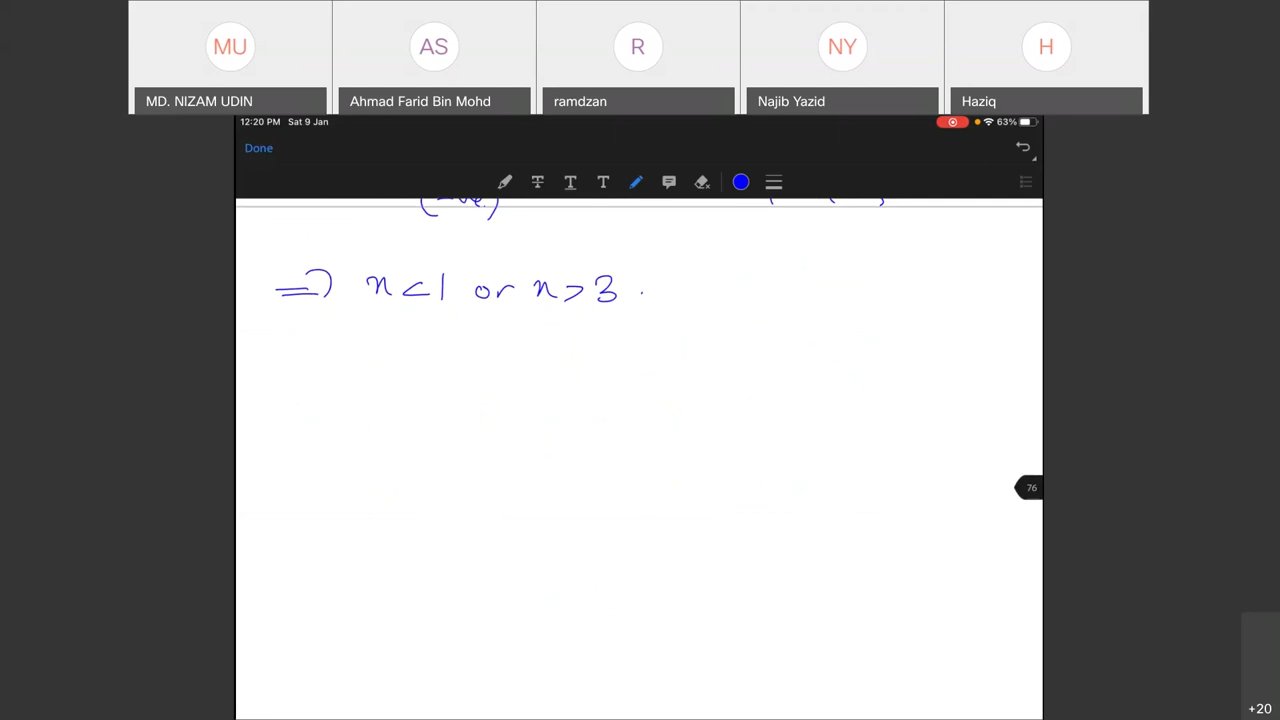 MU AS R NY H
MD. NIZAM UDIN Ahmad Farid Bin Mohd ramdzan Najib Yazid Haziq
12:20 PM Sat 9 Jan 63%
Done
T T T
(-ve)
⇒ x < 1 or x > 3 .
76
+20